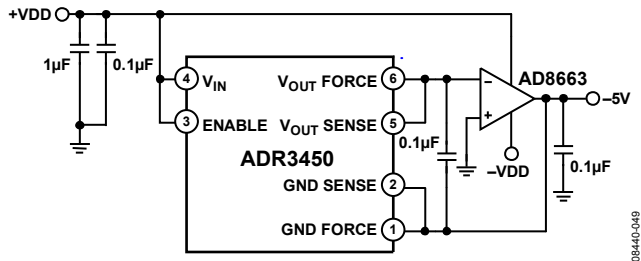 +VDD
1µF
0.1µF
4
VIN
VOUT FORCE
6
AD8663
–
+
–5V
3
ENABLE
VOUT SENSE
5
ADR3450
0.1µF
–VDD
0.1µF
GND SENSE
2
GND FORCE
1
08440-049